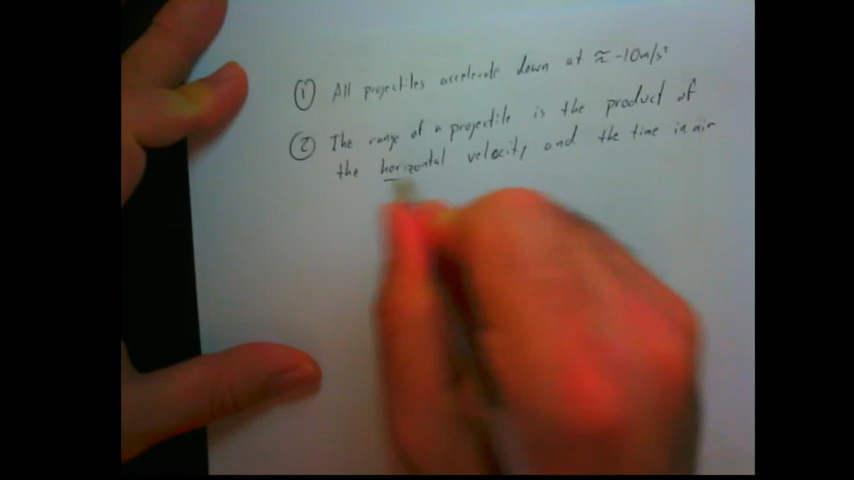 ① All projectiles accelerate down at ≈ -10m/s²
② The range of a projectile is the product of
the horizontal velocity and the time in air